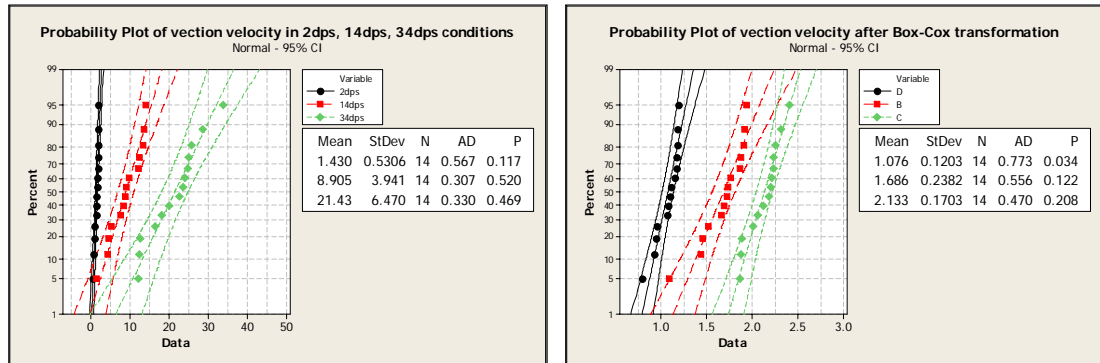 Probability Plot of vection velocity in 2dps, 14dps, 34dps conditions
Normal - 95% CI
99
95
90
80
70
60
50
40
30
20
10
5
1
Percent
0 10 20 30 40 50
Data
Variable
2dps
14dps
34dps
Mean StDev N AD P
1.430 0.5306 14 0.567 0.117
8.905 3.941 14 0.307 0.520
21.43 6.470 14 0.330 0.469
Probability Plot of vection velocity after Box-Cox transformation
Normal - 95% CI
99
95
90
80
70
60
50
40
30
20
10
5
1
Percent
1.0 1.5 2.0 2.5 3.0
Data
Variable
D
B
C
Mean StDev N AD P
1.076 0.1203 14 0.773 0.034
1.686 0.2382 14 0.556 0.122
2.133 0.1703 14 0.470 0.208